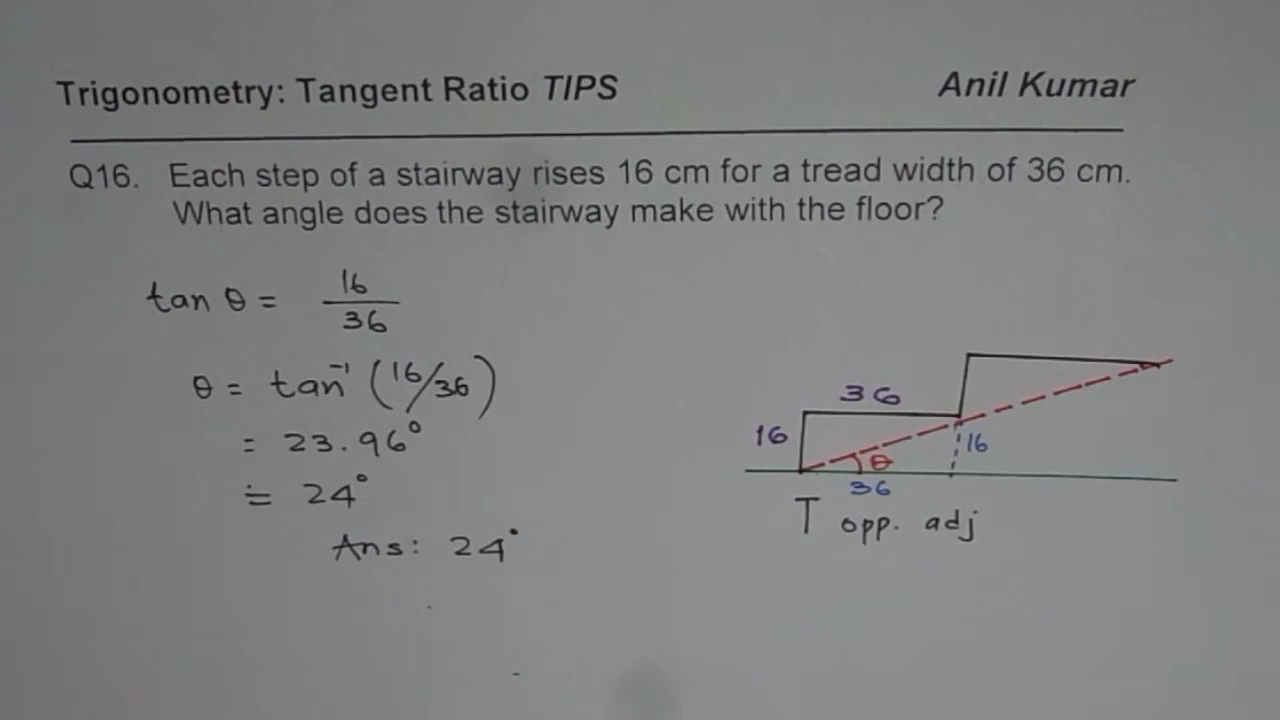 Trigonometry: Tangent Ratio TIPS
Anil Kumar
Q16. Each step of a stairway rises 16 cm for a tread width of 36 cm.
What angle does the stairway make with the floor?
tan θ = 16/36
θ = tan⁻¹ (16/36)
= 23.96°
≐ 24°
Ans: 24°
36
16
16
θ
36
T opp. adj